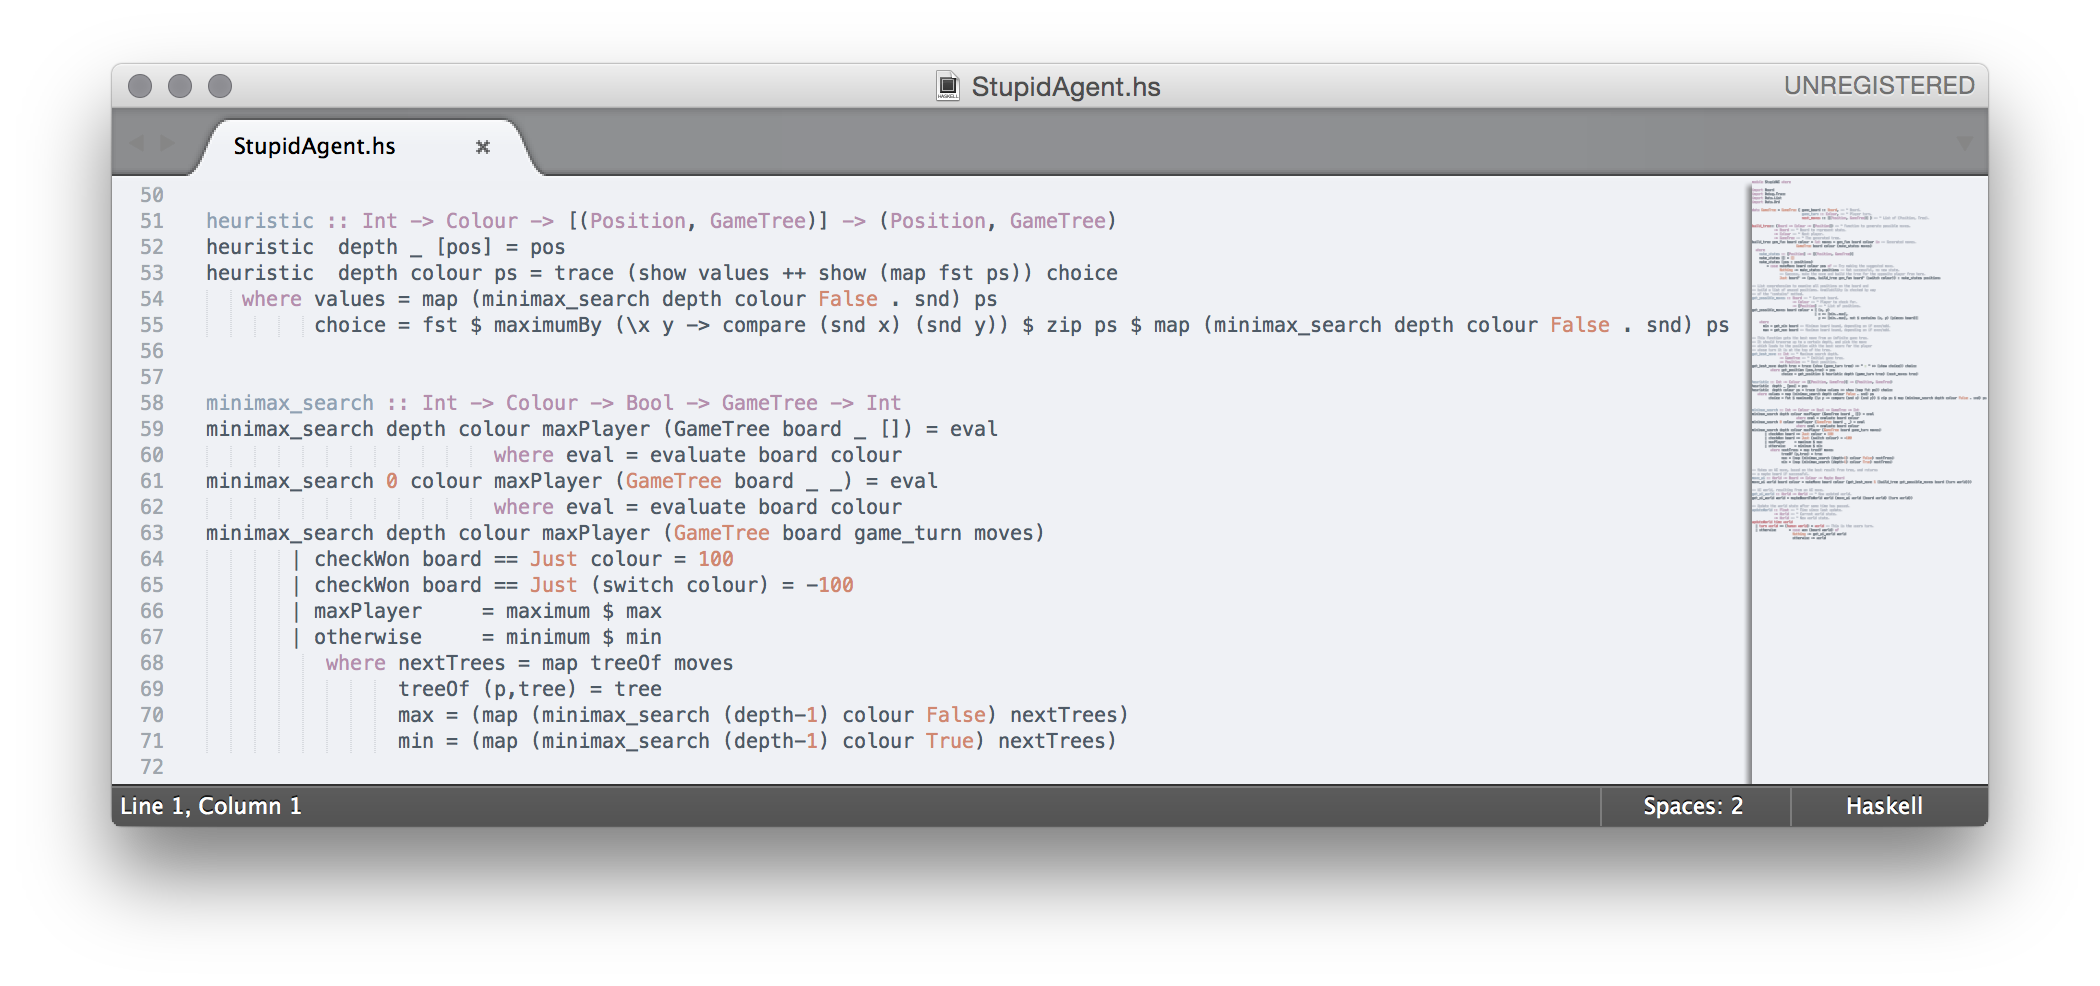 StupidAgent.hs
UNREGISTERED
StupidAgent.hs ×
50
51 heuristic :: Int -> Colour -> [(Position, GameTree)] -> (Position, GameTree)
52 heuristic  depth _ [pos] = pos
53 heuristic  depth colour ps = trace (show values ++ show (map fst ps)) choice
54    where values = map (minimax_search depth colour False . snd) ps
55          choice = fst $ maximumBy (\x y -> compare (snd x) (snd y)) $ zip ps $ map (minimax_search depth colour False . snd) ps
56
57
58 minimax_search :: Int -> Colour -> Bool -> GameTree -> Int
59 minimax_search depth colour maxPlayer (GameTree board _ []) = eval
60                         where eval = evaluate board colour
61 minimax_search 0 colour maxPlayer (GameTree board _ _) = eval
62                         where eval = evaluate board colour
63 minimax_search depth colour maxPlayer (GameTree board game_turn moves)
64        | checkWon board == Just colour = 100
65        | checkWon board == Just (switch colour) = -100
66        | maxPlayer     = maximum $ max
67        | otherwise     = minimum $ min
68          where nextTrees = map treeOf moves
69                treeOf (p,tree) = tree
70                max = (map (minimax_search (depth-1) colour False) nextTrees)
71                min = (map (minimax_search (depth-1) colour True) nextTrees)
72
Line 1, Column 1
Spaces: 2
Haskell